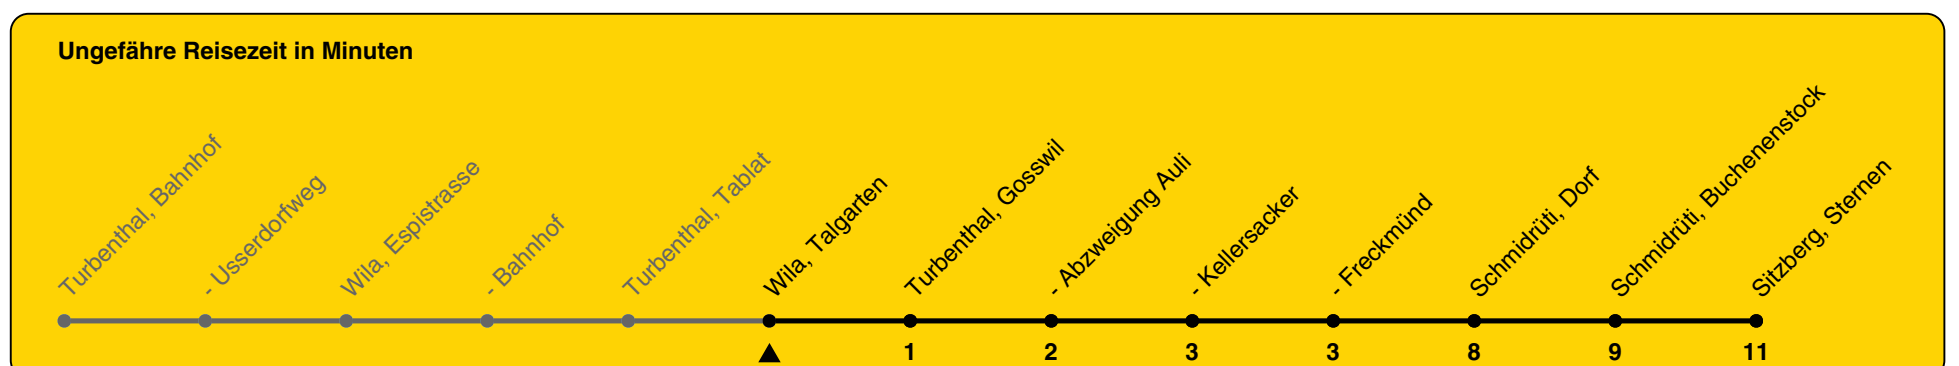 Ungefähre Reisezeit in Minuten
Turbenthal, Bahnhof
- Usserdorfweg
Wila, Espistrasse
- Bahnhof
Turbenthal, Tablat
Wila, Talgarten
Turbenthal, Gosswil
- Abzweigung Auli
- Kellersacker
- Freckmünd
Schmidrüti, Dorf
Schmidrüti, Buchenenstock
Sitzberg, Sternen
1 2 3 3 8 9 11